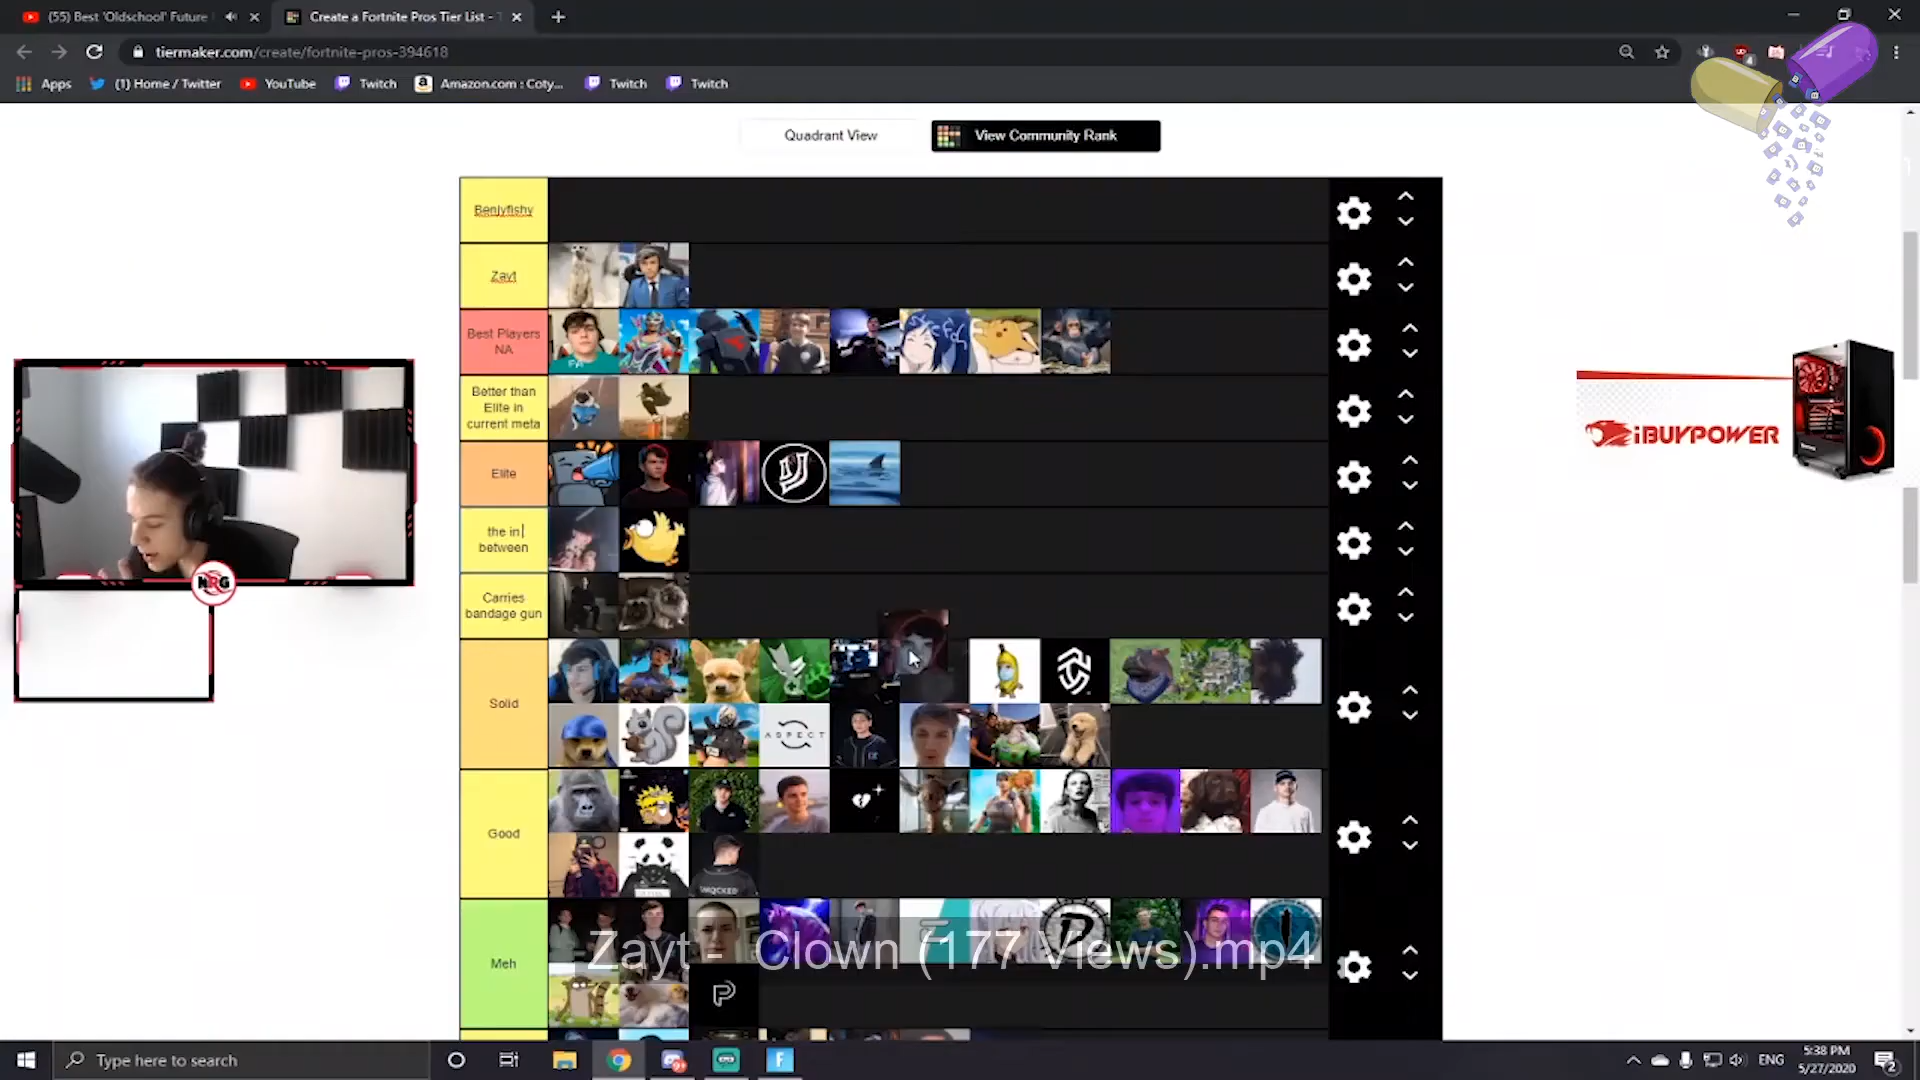 (55) Best 'Oldschool' Future
Create a Fortnite Pros Tier List - T
tiermaker.com/create/fortnite-pros-394618
Apps
(1) Home / Twitter
YouTube
Twitch
Amazon.com : Coty...
Twitch
Twitch
Quadrant View
View Community Rank
Benjyfishy
Zayt
Best Players
NA
Better than
Elite in
current meta
Elite
the in
between
Carries
bandage gun
Solid
ASPECT
Good
Meh
NRG
iBUYPOWER
Zayt - Clown (177 Views).mp4
Type here to search
ENG
5:38 PM
5/27/2020